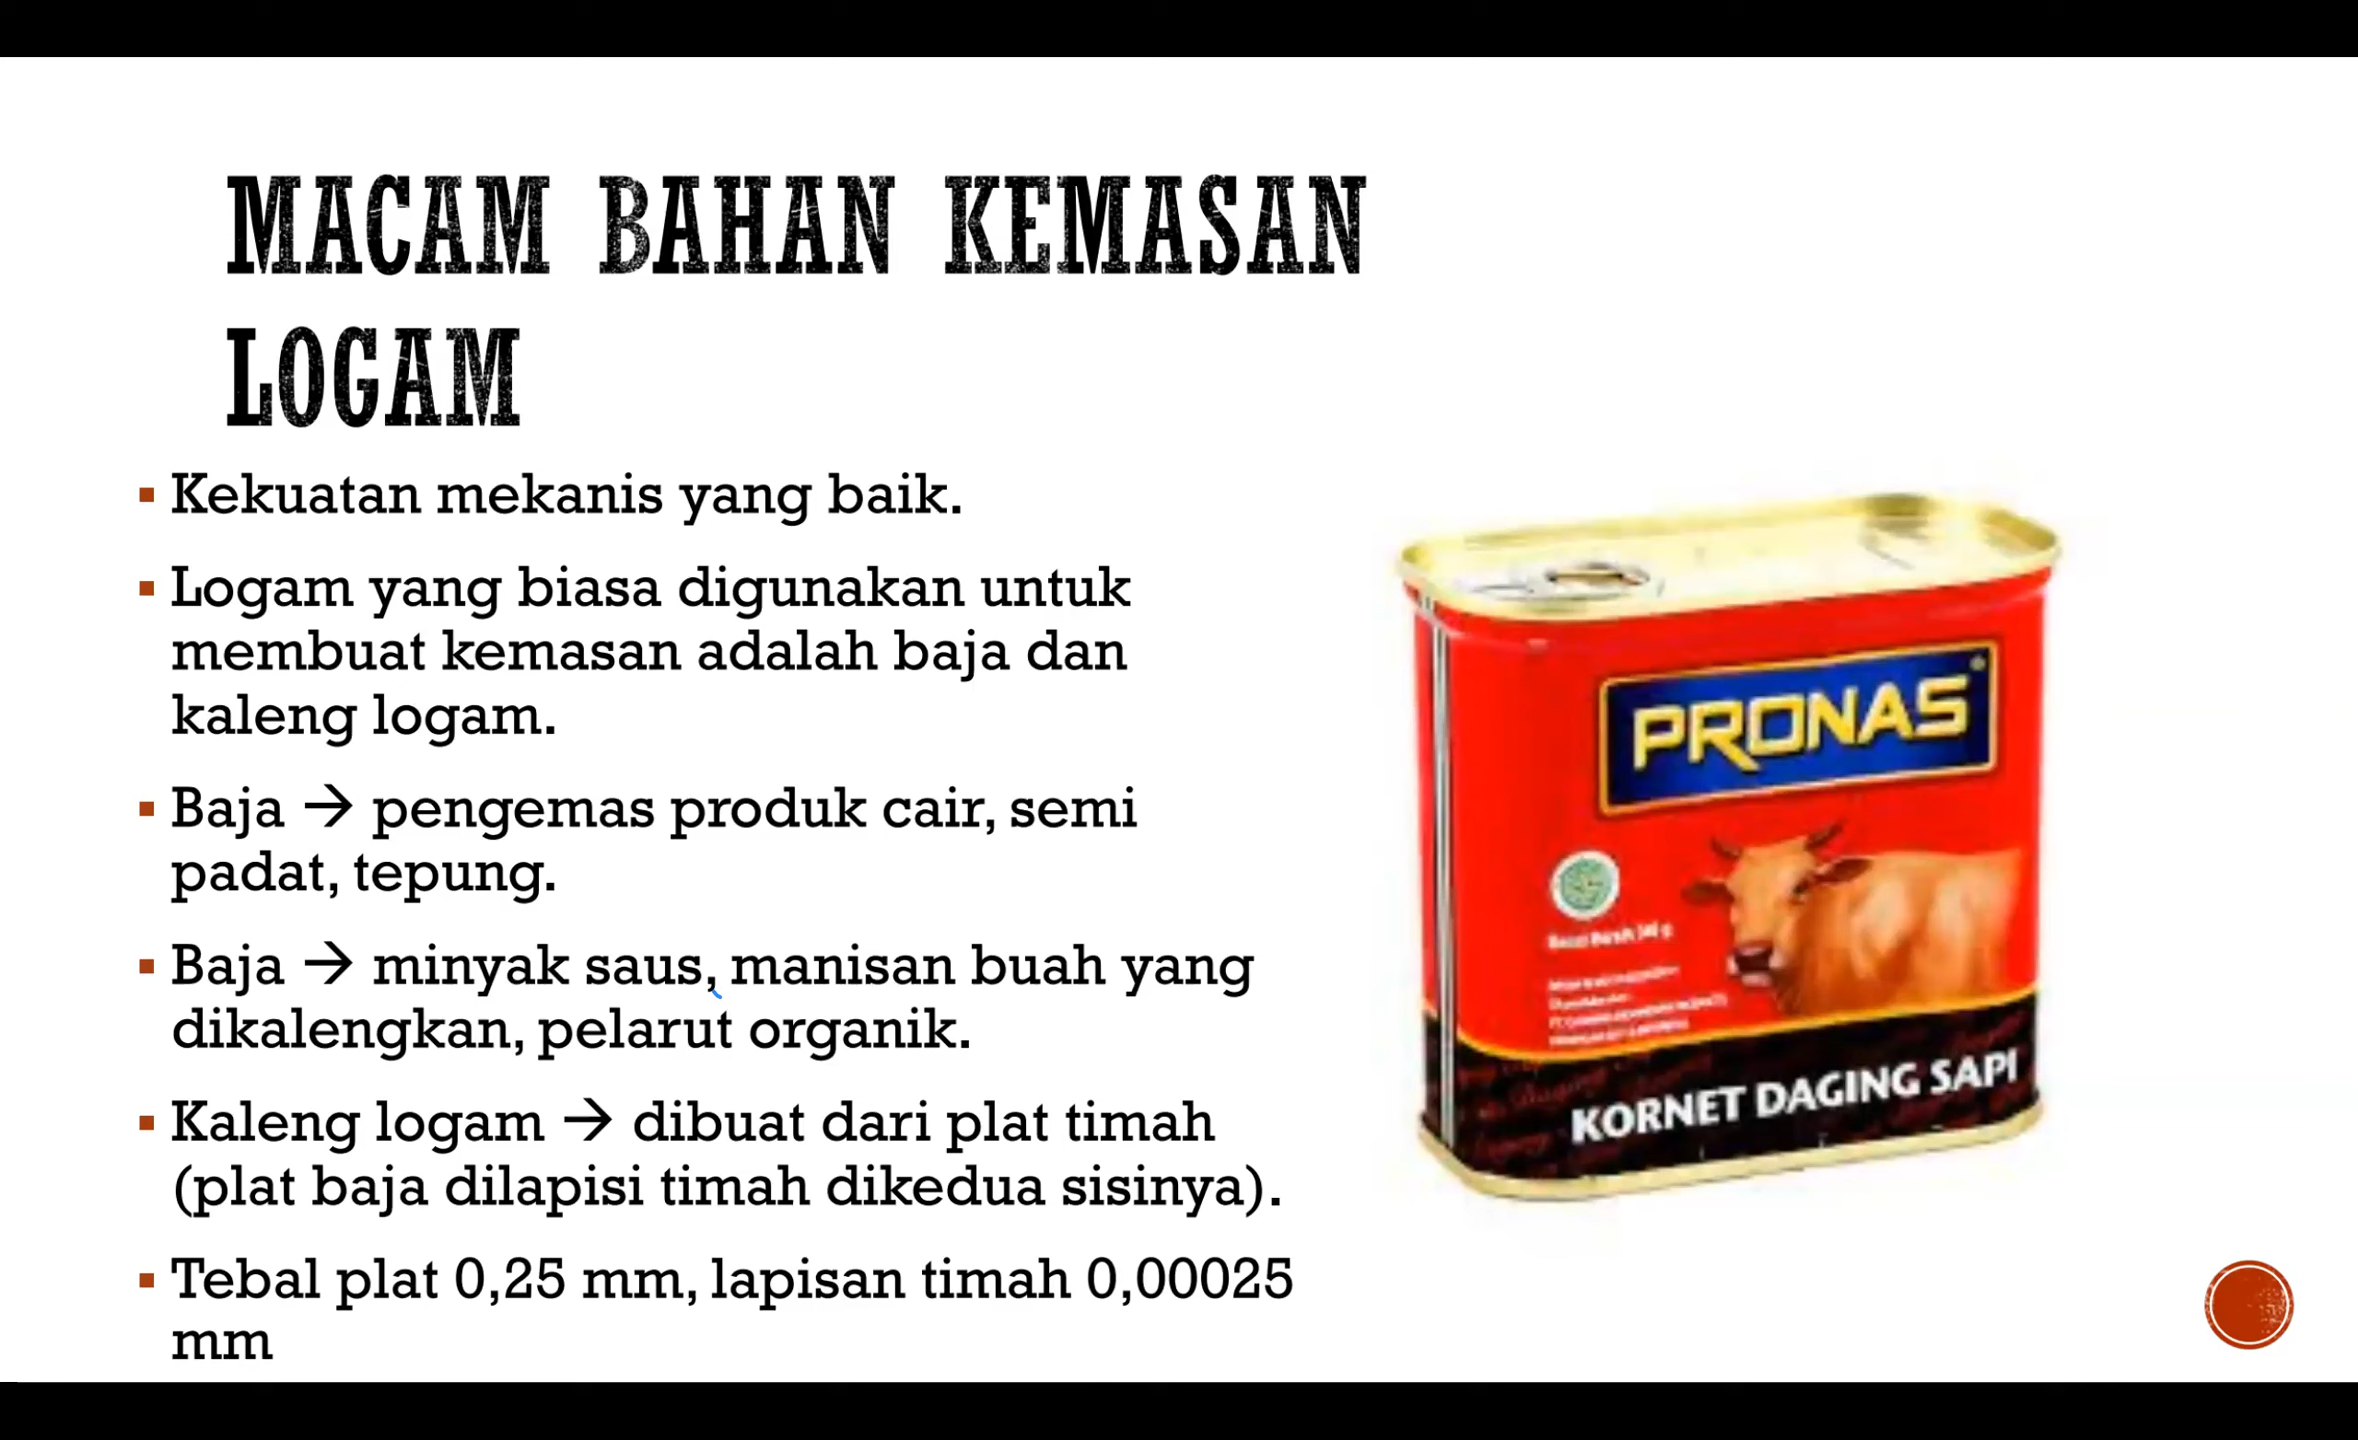 MACAM BAHAN KEMASAN
LOGAM
▪ Kekuatan mekanis yang baik.
▪ Logam yang biasa digunakan untuk
membuat kemasan adalah baja dan
kaleng logam.
▪ Baja → pengemas produk cair, semi
padat, tepung.
▪ Baja → minyak saus, manisan buah yang
dikalengkan, pelarut organik.
▪ Kaleng logam → dibuat dari plat timah
(plat baja dilapisi timah dikedua sisinya).
▪ Tebal plat 0,25 mm, lapisan timah 0,00025
mm
PRONAS®
KORNET DAGING SAPI